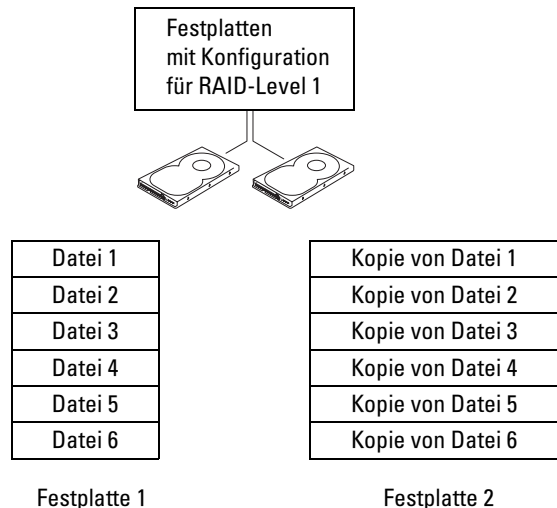 Festplatten
mit Konfiguration
für RAID-Level 1
Datei 1
Kopie von Datei 1
Datei 2
Kopie von Datei 2
Datei 3
Kopie von Datei 3
Datei 4
Kopie von Datei 4
Datei 5
Kopie von Datei 5
Datei 6
Kopie von Datei 6
Festplatte 1
Festplatte 2